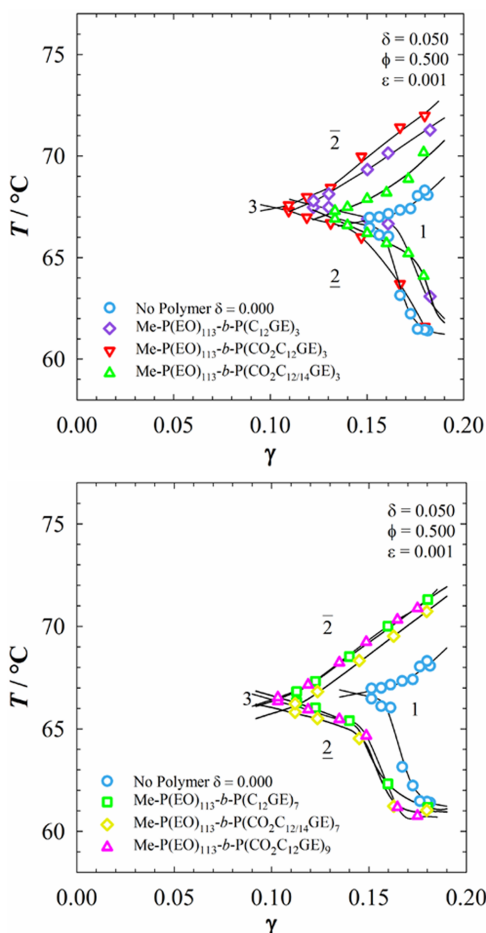 75
δ = 0.050
ϕ = 0.500
ε = 0.001
2
70
3
1
65
2
No Polymer δ = 0.000
Me-P(EO)₁₁₃-b-P(C₁₂GE)₃
Me-P(EO)₁₁₃-b-P(CO₂C₁₂GE)₃
Me-P(EO)₁₁₃-b-P(CO₂C₁₂/₁₄GE)₃
60
0.00 0.05 0.10 0.15 0.20
γ
T / °C
75
δ = 0.050
ϕ = 0.500
ε = 0.001
2
70
3
1
65
2
No Polymer δ = 0.000
Me-P(EO)₁₁₃-b-P(C₁₂GE)₇
Me-P(EO)₁₁₃-b-P(CO₂C₁₂/₁₄GE)₇
Me-P(EO)₁₁₃-b-P(CO₂C₁₂GE)₉
60
0.00 0.05 0.10 0.15 0.20
γ
T / °C